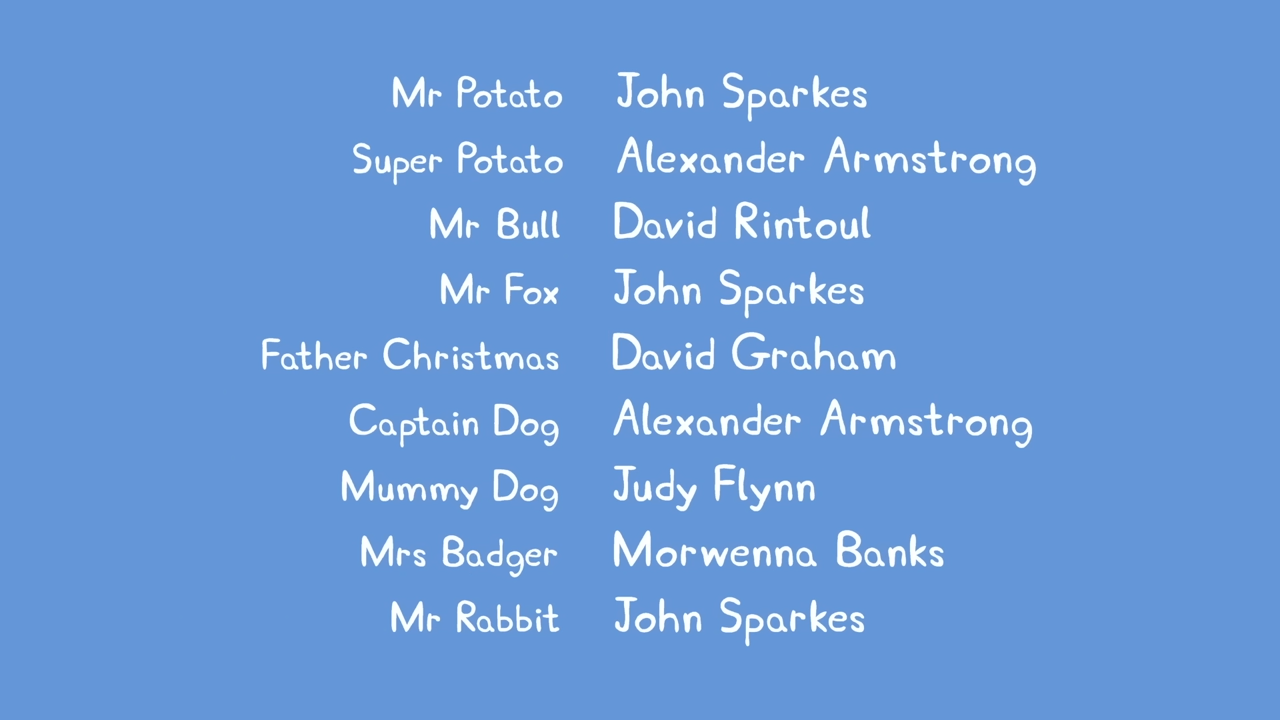 Mr Potato John Sparkes
Super Potato Alexander Armstrong
Mr Bull David Rintoul
Mr Fox John Sparkes
Father Christmas David Graham
Captain Dog Alexander Armstrong
Mummy Dog Judy Flynn
Mrs Badger Morwenna Banks
Mr Rabbit John Sparkes